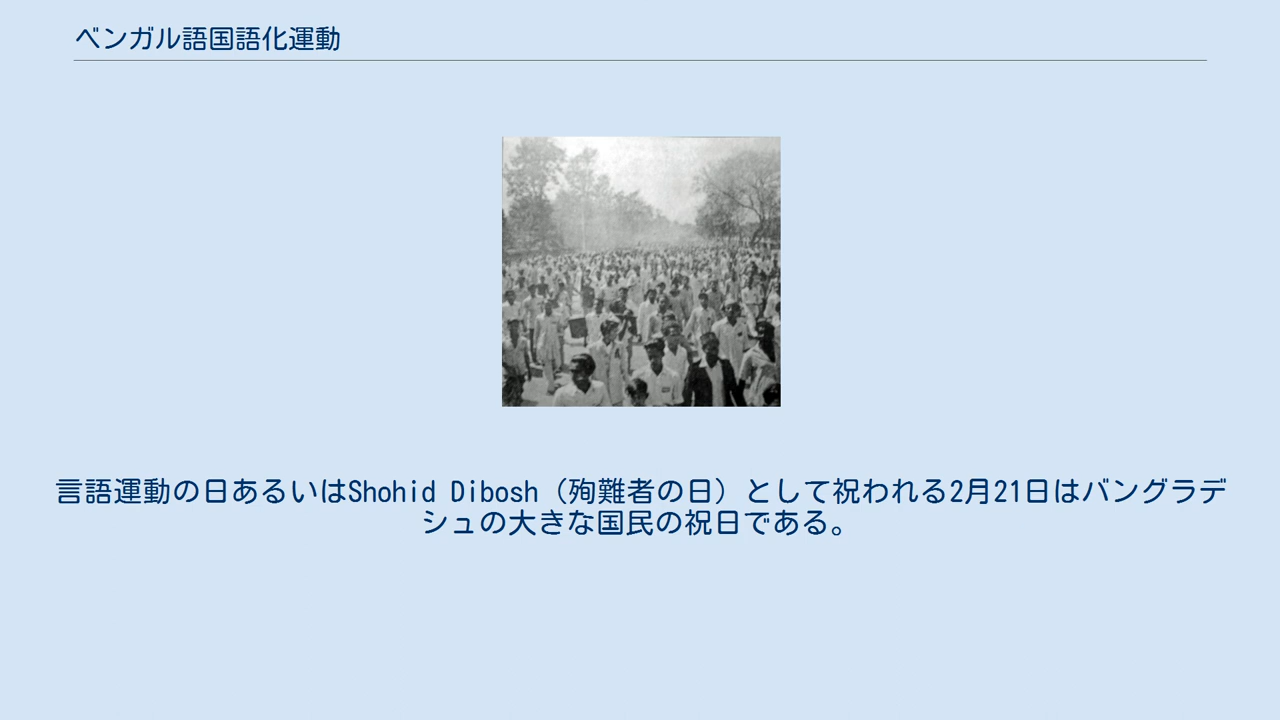 ベンガル語国語化運動
言語運動の日あるいはShohid Dibosh（殉難者の日）として祝われる2月21日はバングラデ
シュの大きな国民の祝日である。